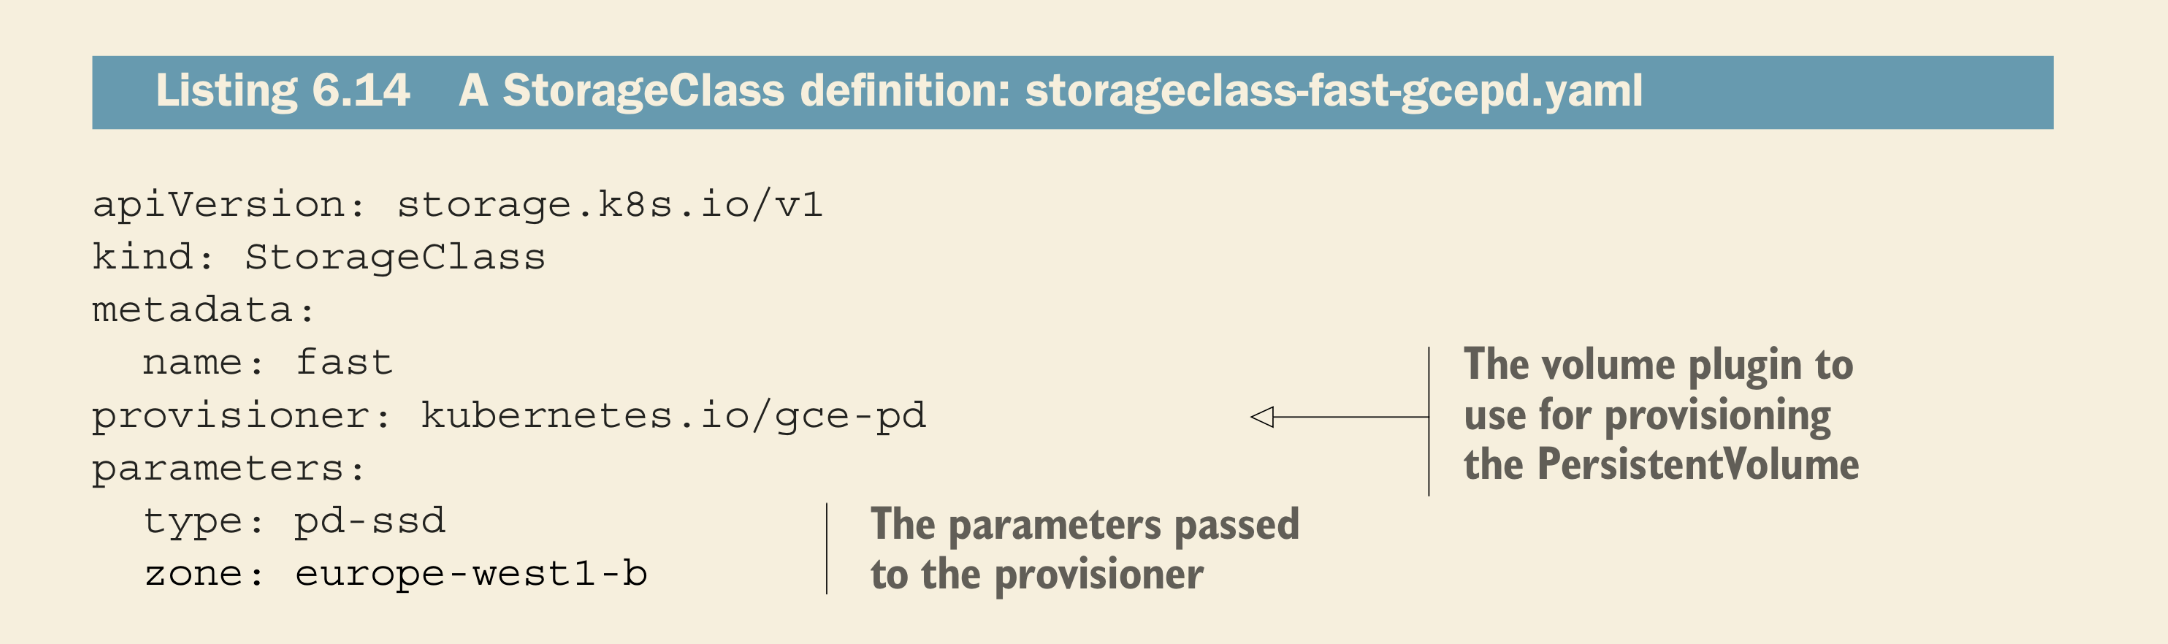 Listing 6.14 A StorageClass definition: storageclass-fast-gcepd.yaml
apiVersion: storage.k8s.io/v1
kind: StorageClass
metadata:
  name: fast
provisioner: kubernetes.io/gce-pd
The volume plugin to
use for provisioning
the PersistentVolume
parameters:
  type: pd-ssd
  zone: europe-west1-b
The parameters passed
to the provisioner